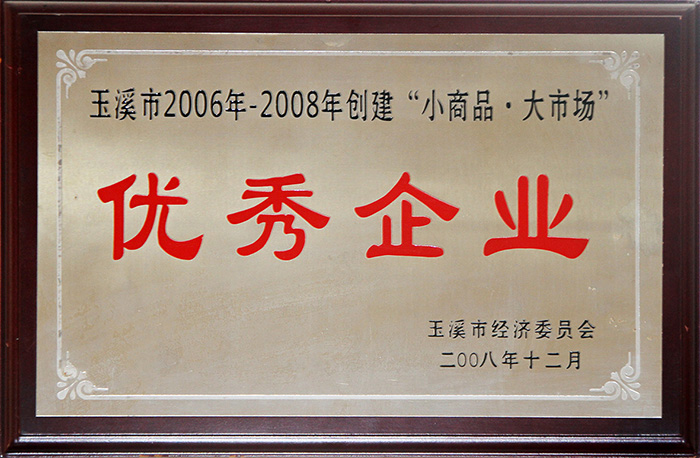 玉溪市2006年-2008年创建“小商品·大市场”
优秀企业
玉溪市经济委员会
二00八年十二月